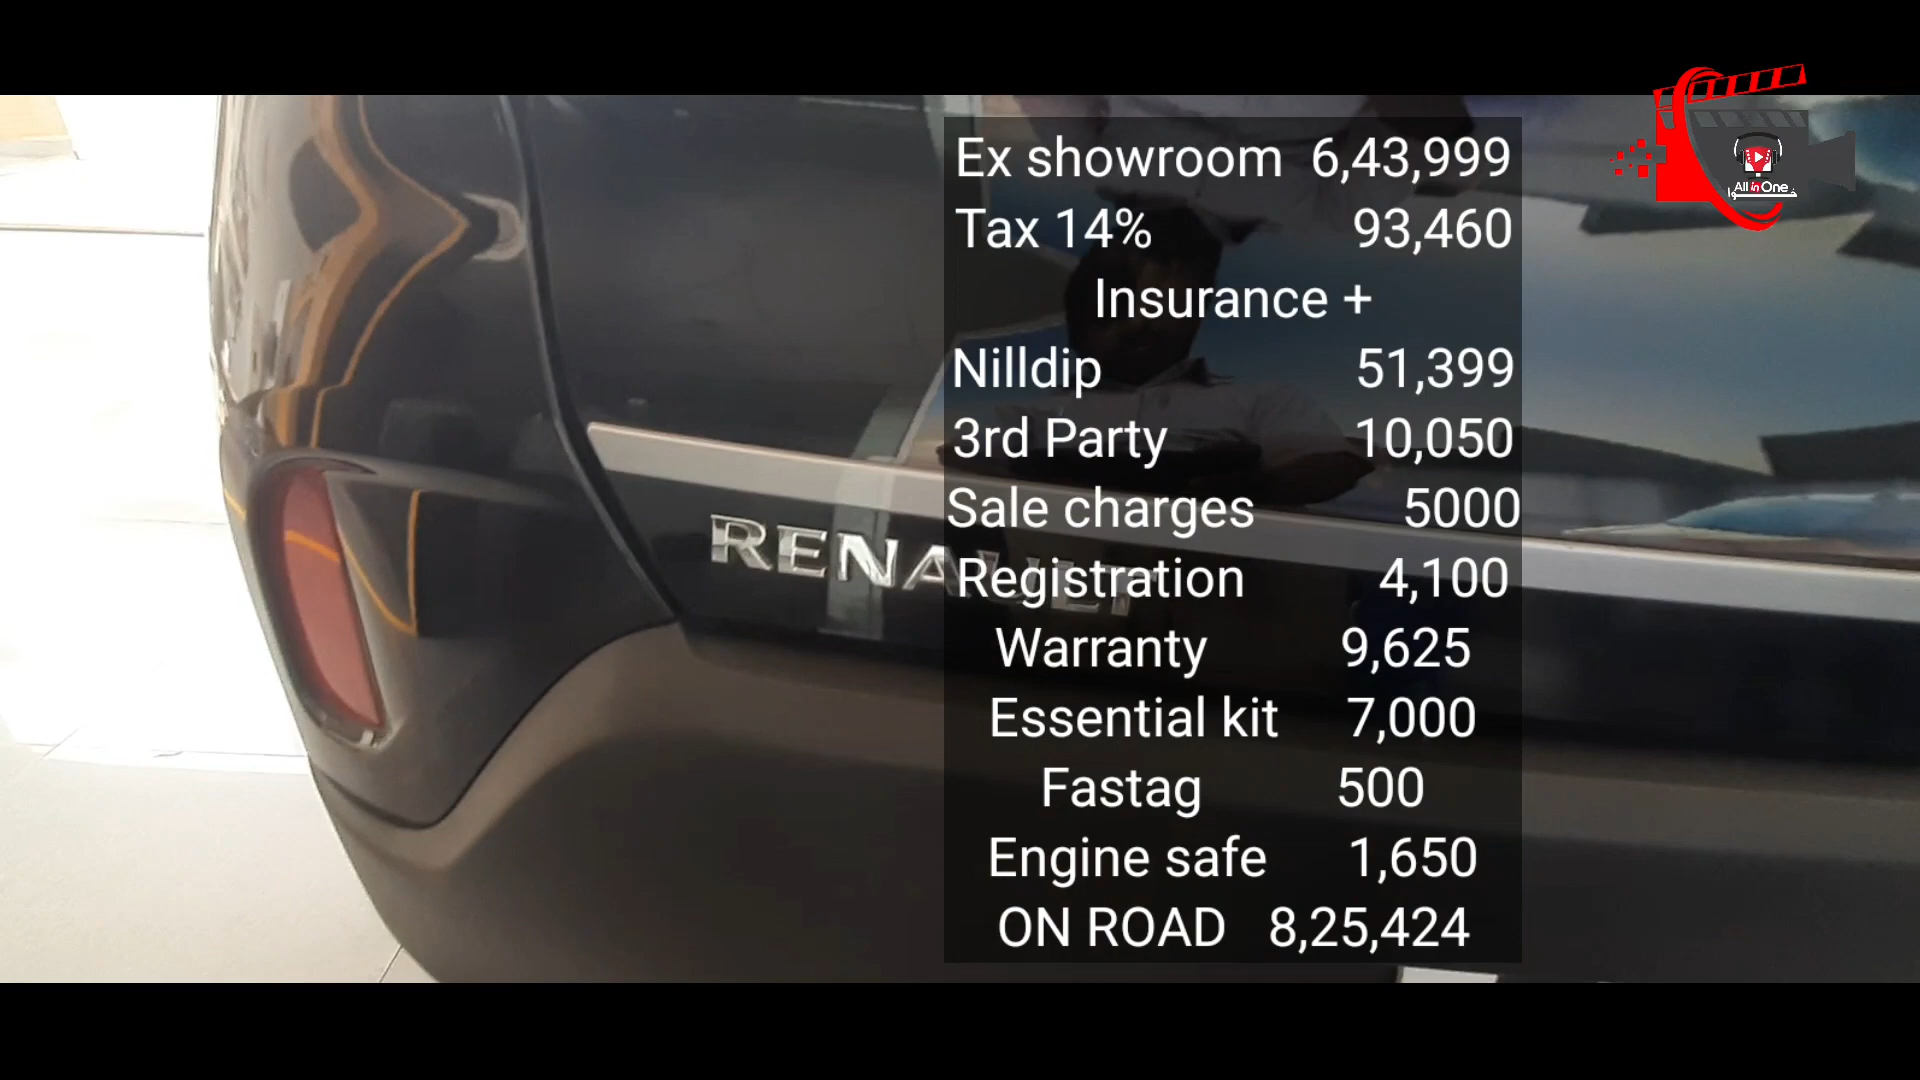 Ex showroom 6,43,999
Tax 14% 93,460
Insurance +
Nilldip 51,399
3rd Party 10,050
Sale charges 5000
Registration 4,100
Warranty 9,625
Essential kit 7,000
Fastag 500
Engine safe 1,650
ON ROAD 8,25,424
RENAULT
All in One